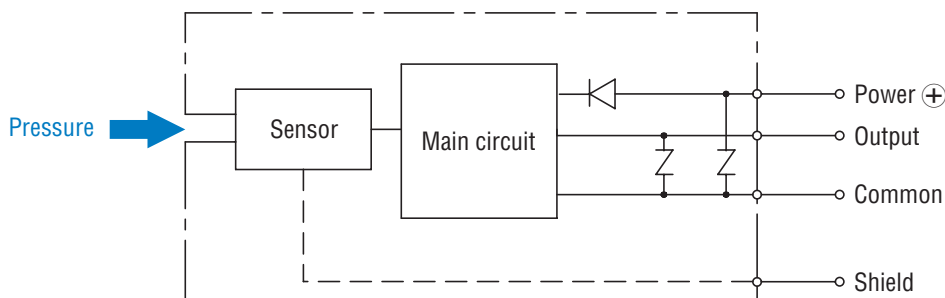 Pressure
Sensor
Main circuit
Power ⊕
Output
Common
Shield